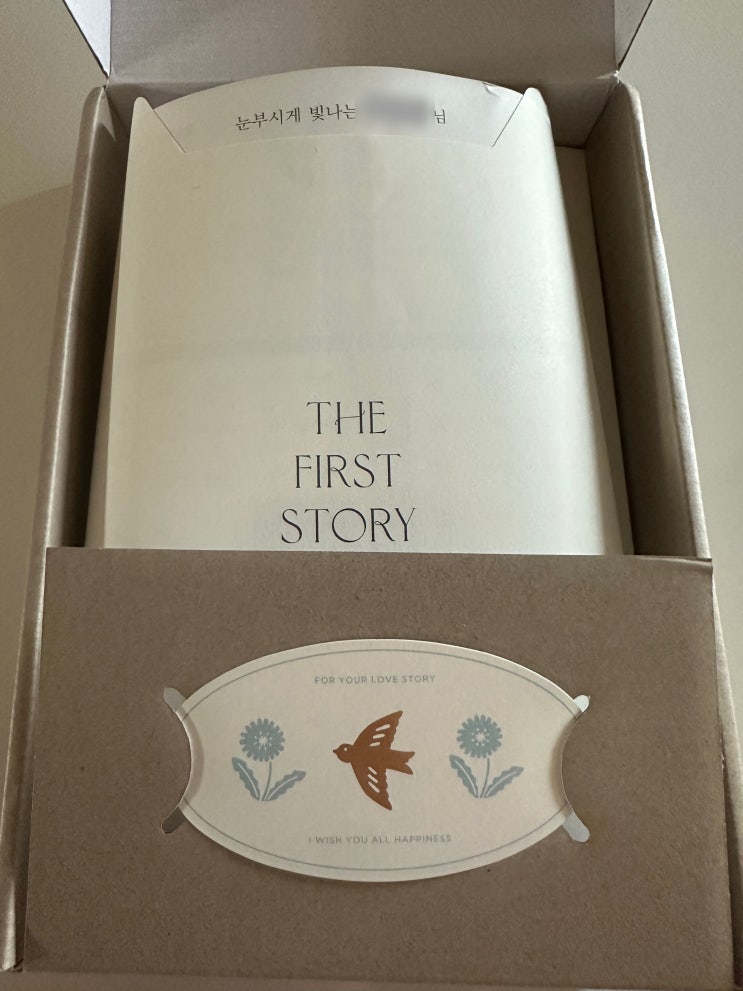 눈부시게 빛나는 님
THE
FIRST
STORY
FOR YOUR LOVE STORY
I WISH YOU ALL HAPPINESS